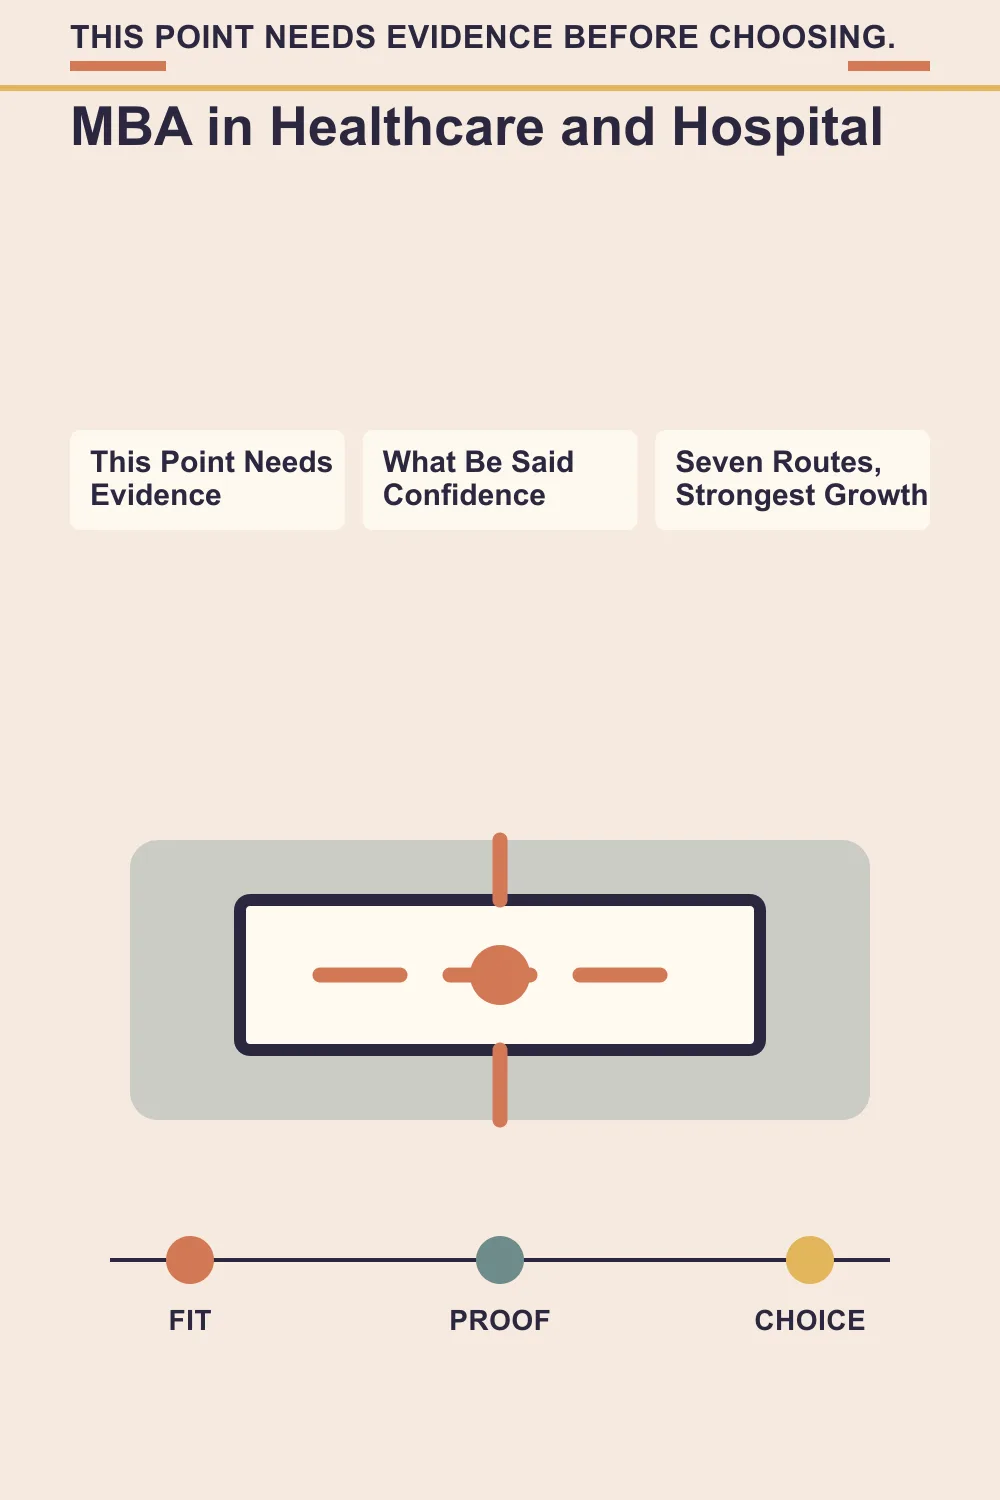 THIS POINT NEEDS EVIDENCE BEFORE CHOOSING.
MBA in Healthcare and Hospital
This Point Needs
Evidence
What Be Said
Confidence
Seven Routes,
Strongest Growth
FIT
PROOF
CHOICE